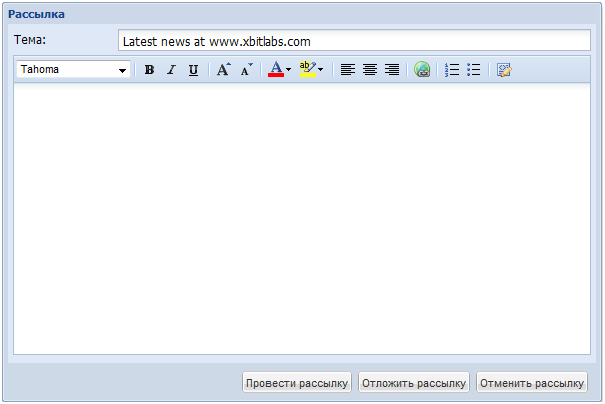 Рассылка
Тема: Latest news at www.xbitlabs.com
Tahoma B I U A A A ab
Провести рассылку Отложить рассылку Отменить рассылку